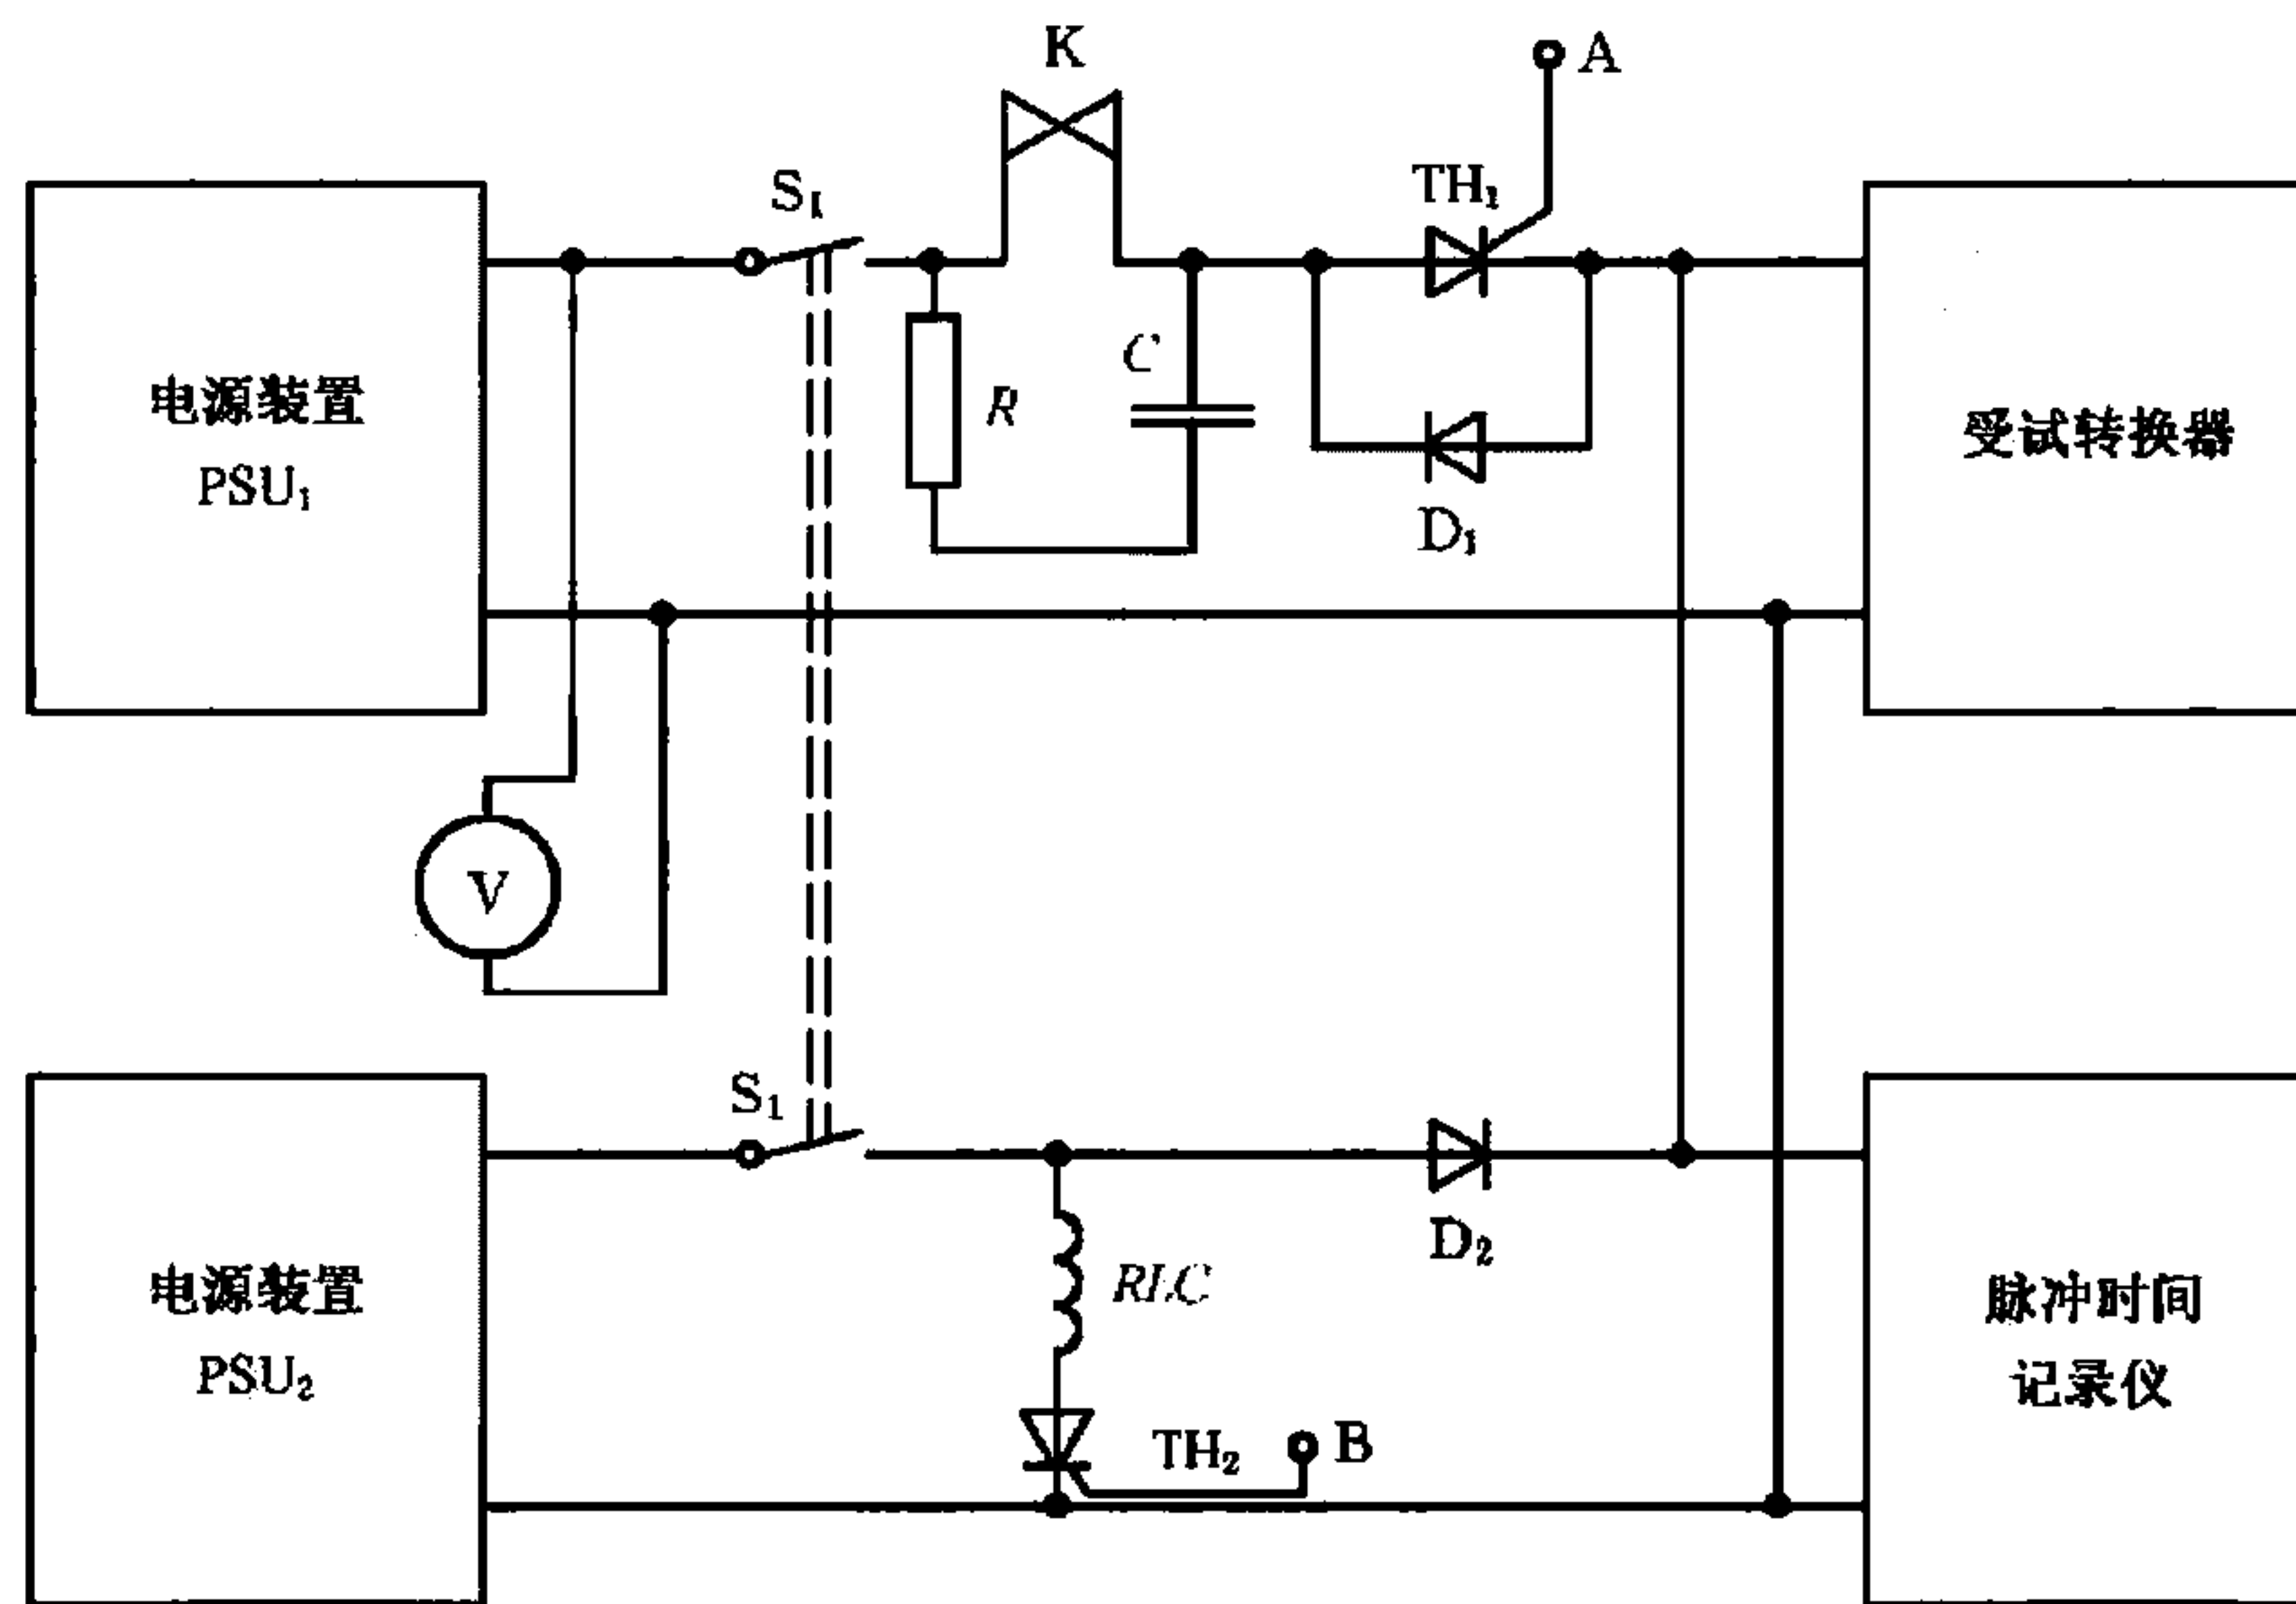 K
A
S₁
TH₁
电源装置
PSU₁
R
C
D₁
受试转换器
V
S₁
D₂
电源装置
PSU₂
RLC
TH₂
B
脉冲时间
记录仪